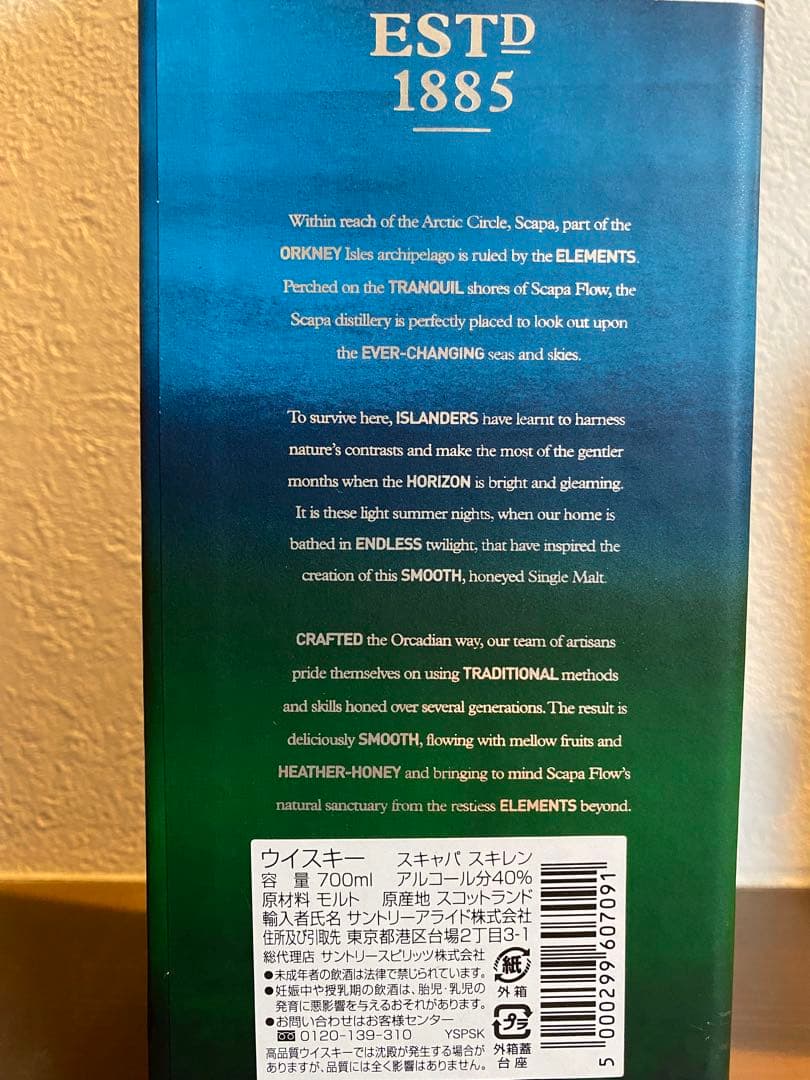 ESTD
1885
Within reach of the Arctic Circle, Scapa, part of the
ORKNEY Isles archipelago is ruled by the ELEMENTS.
Perched on the TRANQUIL shores of Scapa Flow, the
Scapa distillery is perfectly placed to look out upon
the EVER-CHANGING seas and skies.
To survive here, ISLANDERS have learnt to harness
nature's contrasts and make the most of the gentler
months when the HORIZON is bright and gleaming.
It is these light summer nights, when our home is
bathed in ENDLESS twilight, that have inspired the
creation of this SMOOTH, honeyed Single Malt.
CRAFTED the Orcadian way, our team of artisans
pride themselves on using TRADITIONAL methods
and skills honed over several generations. The result is
deliciously SMOOTH, flowing with mellow fruits and
HEATHER-HONEY and bringing to mind Scapa Flow's
natural sanctuary from the restless ELEMENTS beyond.
ウイスキー スキャパ スキレン
容 量 700ml アルコール分40%
原材料 モルト 原産地 スコットランド
輸入者氏名 サントリーアライド株式会社
住所及び引取先 東京都港区台場2丁目3-1
総代理店 サントリースピリッツ株式会社
●未成年者の飲酒は法律で禁じられています。
●妊娠中や授乳期の飲酒は、胎児・乳児の
発育に悪影響を与えるおそれがあります。
●お問い合わせはお客様センター
0120-139-310 YSPSK
高品質ウイスキーでは沈殿が発生する場合が
ありますが、品質には全く影響はありません。
紙
外箱
プラ
外箱蓋
台座
5 000299 607091